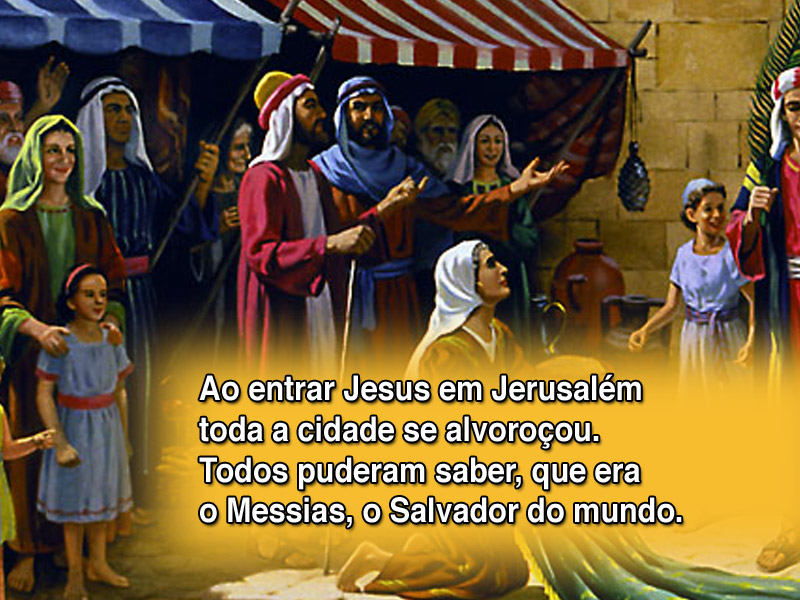 Ao entrar Jesus em Jerusalém
toda a cidade se alvoroçou.
Todos puderam saber, que era
o Messias, o Salvador do mundo.